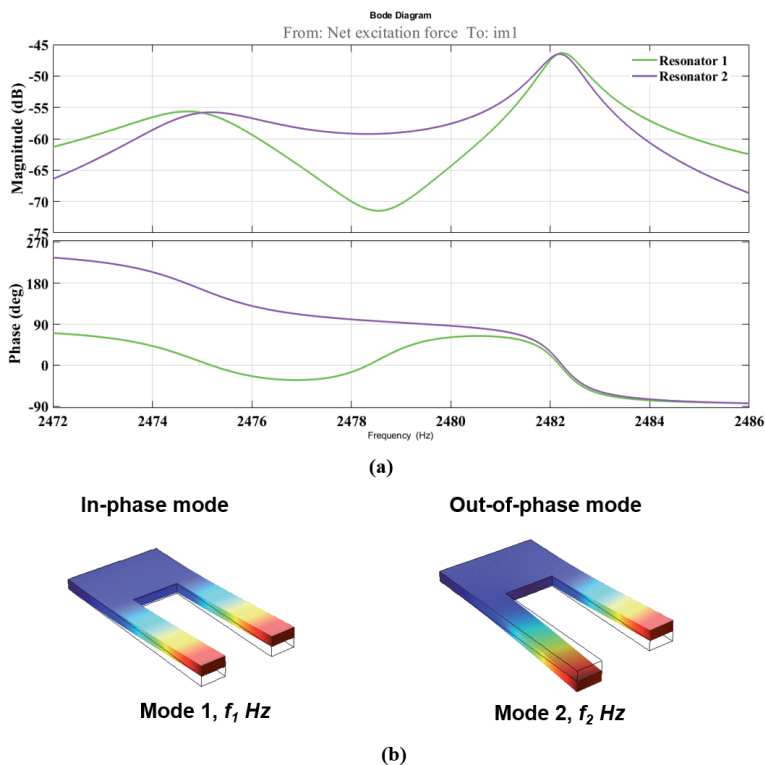 Bode Diagram
From: Net excitation force To: im1
Magnitude (dB)
-45
-50
-55
-60
-65
-70
-75
Resonator 1
Resonator 2
Phase (deg)
270
180
90
0
-90
2472 2474 2476 2478 2480 2482 2484 2486
Frequency (Hz)
(a)
In-phase mode Out-of-phase mode
Mode 1, f1 Hz Mode 2, f2 Hz
(b)